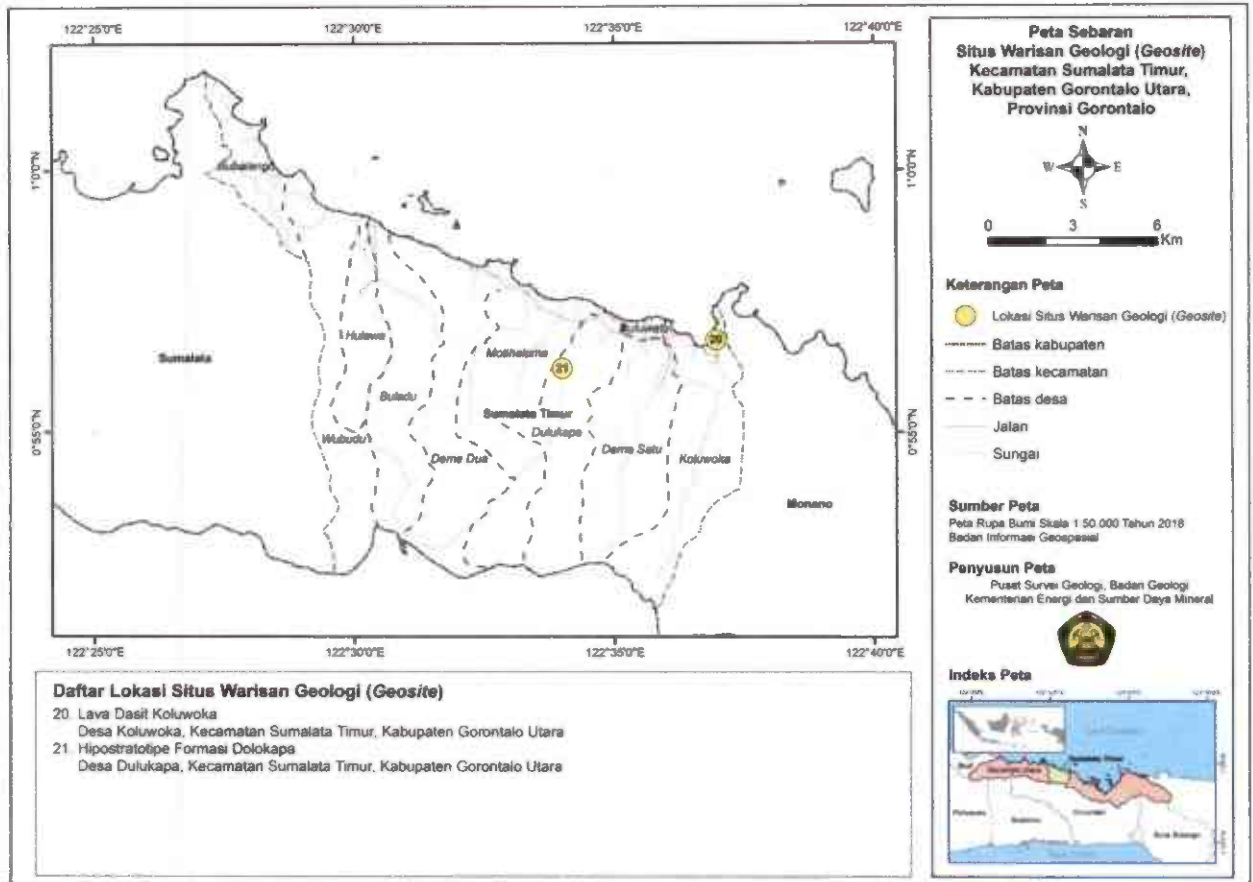 122°25'0"E
122°30'0"E
122°35'0"E
122°40'0"E
1°0'0"N
1°0'0"N
0°55'0"N
0°55'0"N
Hulawa
Motihelumo
20
21
Sumalata
Buladu
Sumalata Timur
Dulukapa
Wubudu
Deme Dua
Deme Satu
Koluwoka
Monano
122°25'0"E
122°30'0"E
122°35'0"E
122°40'0"E
Daftar Lokasi Situs Warisan Geologi (Geosite)
20. Lava Dasit Koluwoka
Desa Koluwoka, Kecamatan Sumalata Timur, Kabupaten Gorontalo Utara
21. Hipostratotipe Formasi Dolokapa
Desa Dulukapa, Kecamatan Sumalata Timur, Kabupaten Gorontalo Utara
Peta Sebaran
Situs Warisan Geologi (Geosite)
Kecamatan Sumalata Timur,
Kabupaten Gorontalo Utara,
Provinsi Gorontalo
N
W E
S
0 3 6
Km
Keterangan Peta
Lokasi Situs Warisan Geologi (Geosite)
Batas kabupaten
Batas kecamatan
Batas desa
Jalan
Sungai
Sumber Peta
Peta Rupa Bumi Skala 1:50.000 Tahun 2018
Badan Informasi Geospasial
Penyusun Peta
Pusat Survei Geologi, Badan Geologi
Kementerian Energi dan Sumber Daya Mineral
Indeks Peta